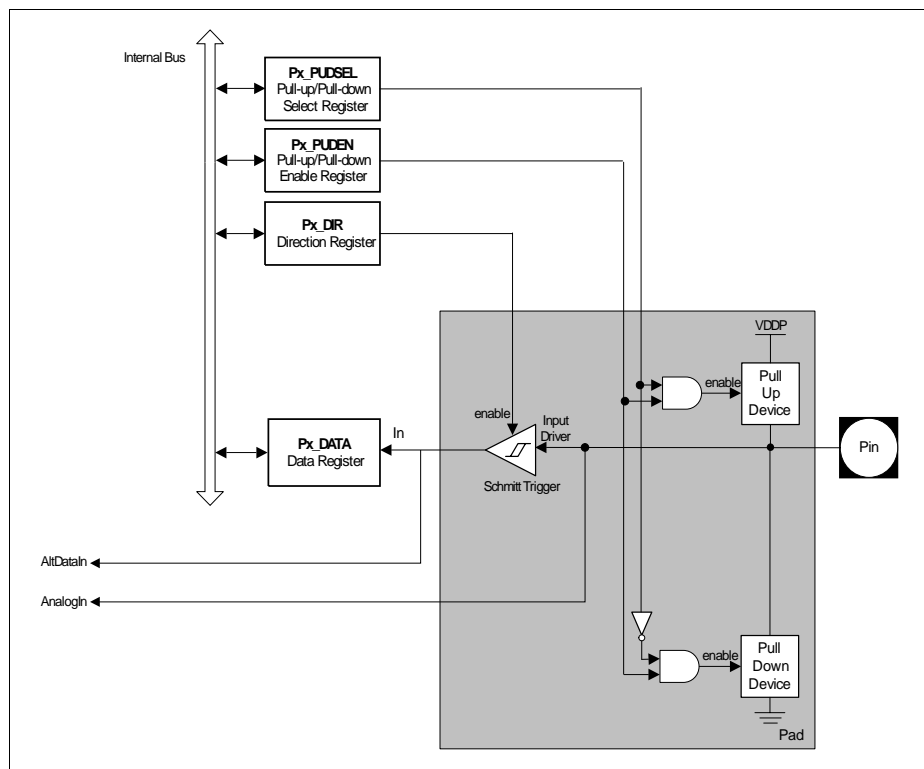 Internal Bus
Px_PUDSEL
Pull-up/Pull-down
Select Register
Px_PUDEN
Pull-up/Pull-down
Enable Register
Px_DIR
Direction Register
VDDP
Pull
Up
Device
enable
enable
Input
Driver
In
Px_DATA
Data Register
Schmitt Trigger
Pin
AltDataIn
AnalogIn
enable
Pull
Down
Device
Pad